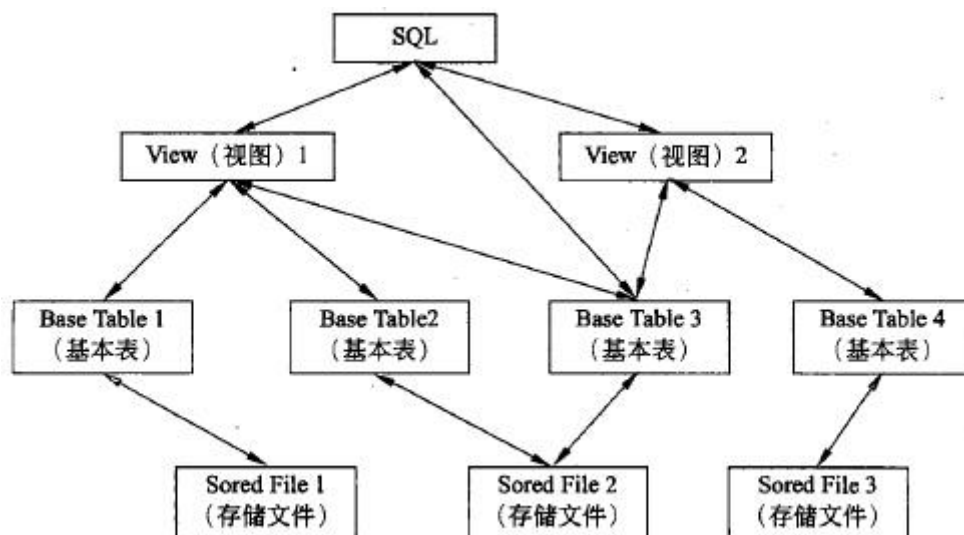 SQL
View（视图）1
View（视图）2
Base Table 1
（基本表）
Base Table2
（基本表）
Base Table 3
（基本表）
Base Table 4
（基本表）
Sored File 1
（存储文件）
Sored File 2
（存储文件）
Sored File 3
（存储文件）